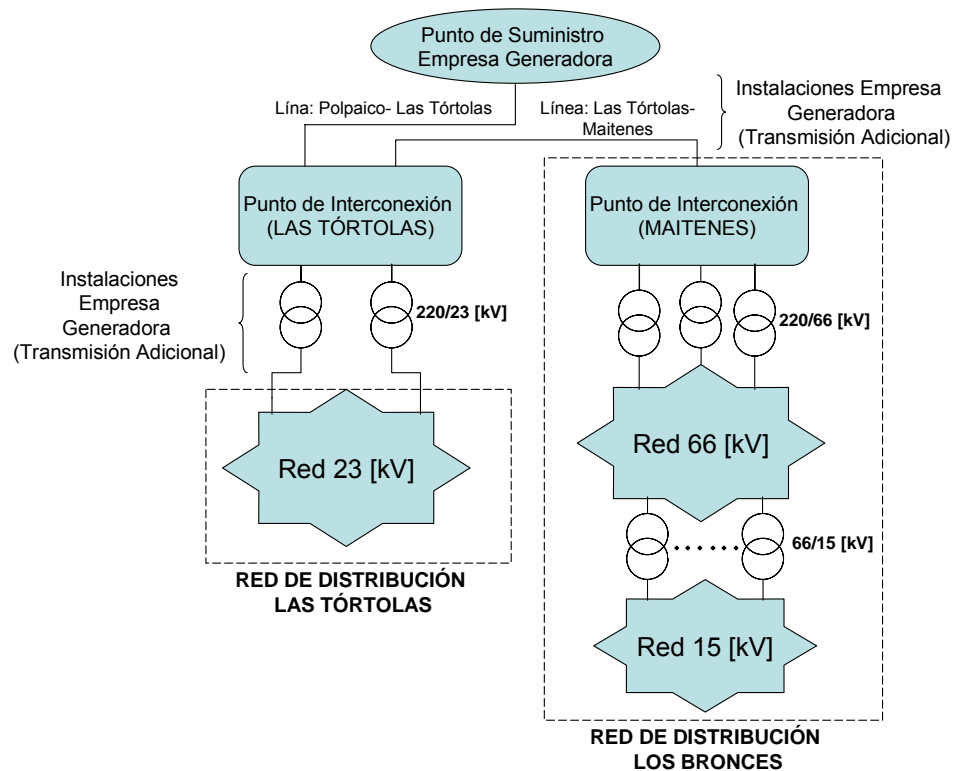 Punto de Suministro
Empresa Generadora
Lína: Polpaico- Las Tórtolas
Línea: Las Tórtolas-
Maitenes
Instalaciones Empresa
Generadora
(Transmisión Adicional)
Punto de Interconexión
(LAS TÓRTOLAS)
Punto de Interconexión
(MAITENES)
Instalaciones
Empresa
Generadora
(Transmisión Adicional)
220/23 [kV]
220/66 [kV]
Red 23 [kV]
Red 66 [kV]
66/15 [kV]
RED DE DISTRIBUCIÓN
LAS TÓRTOLAS
Red 15 [kV]
RED DE DISTRIBUCIÓN
LOS BRONCES